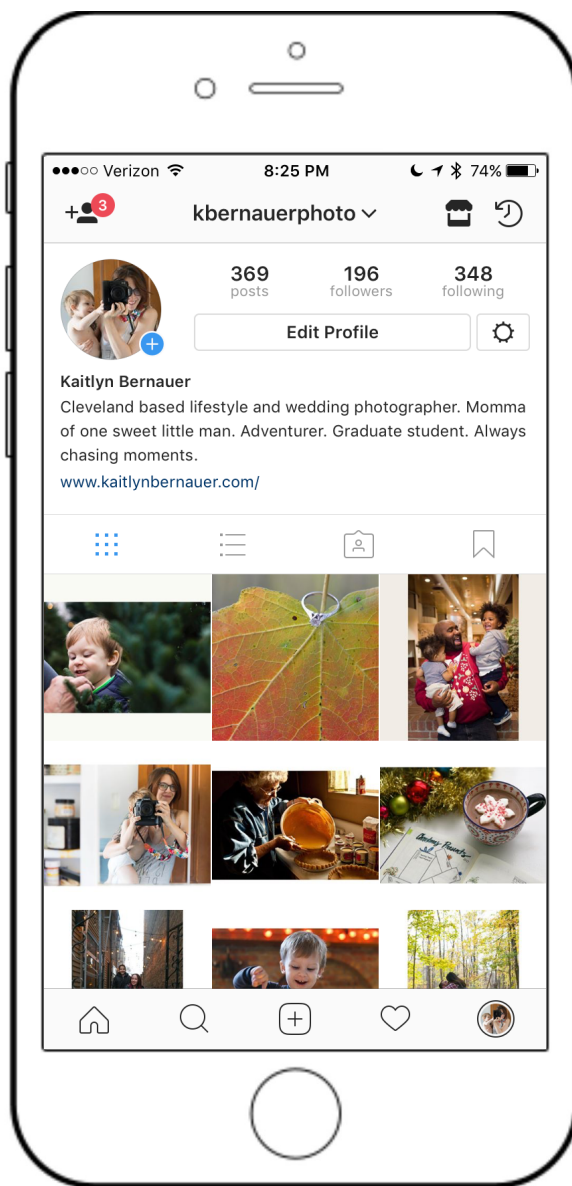 Verizon 8:25 PM 74%
3 kbernauerphoto
369 196 348
posts followers following
Edit Profile
Kaitlyn Bernauer
Cleveland based lifestyle and wedding photographer. Momma
of one sweet little man. Adventurer. Graduate student. Always
chasing moments.
www.kaitlynbernauer.com/